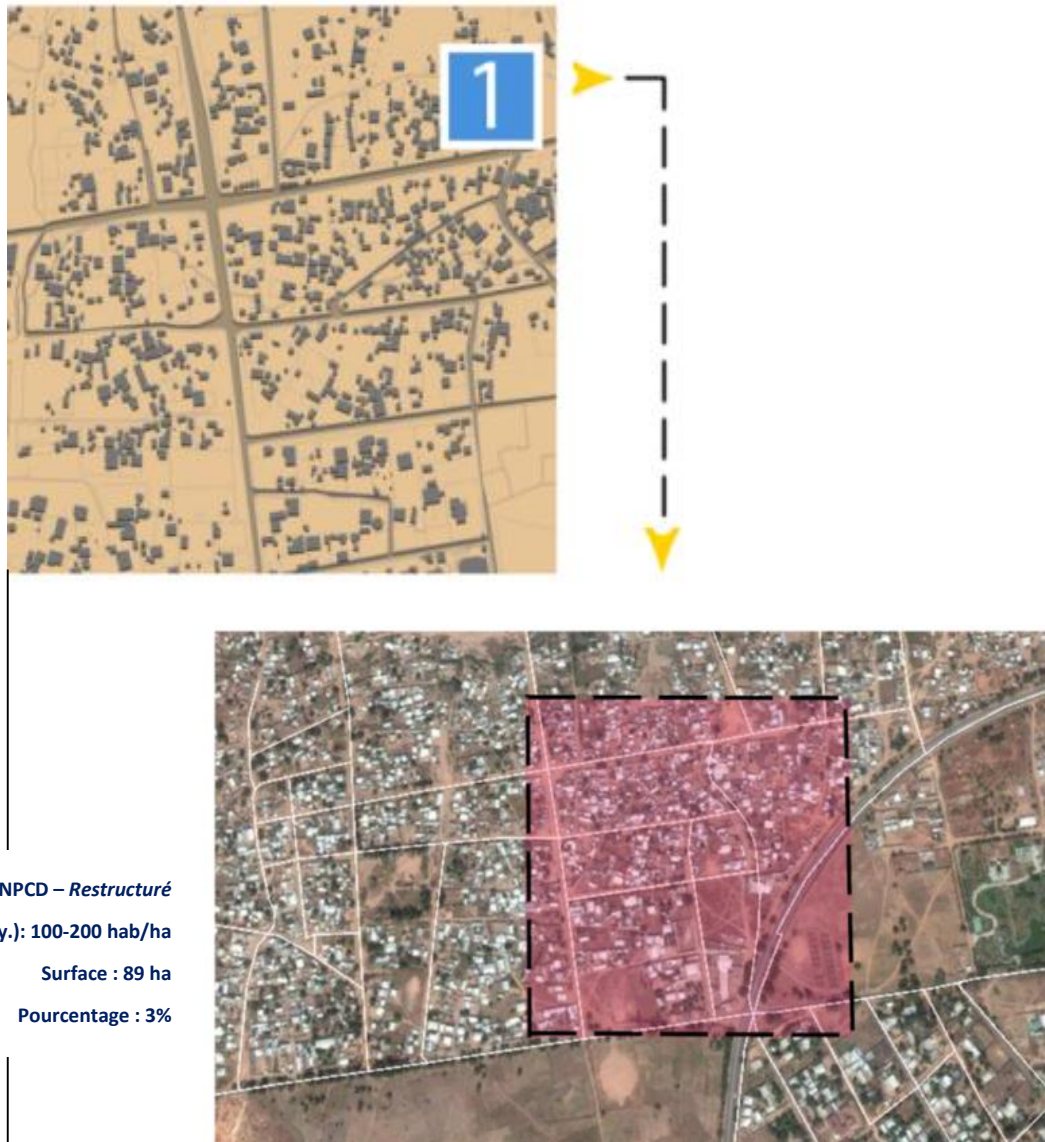 1
NPCD – Restructuré
y.): 100-200 hab/ha
Surface : 89 ha
Pourcentage : 3%